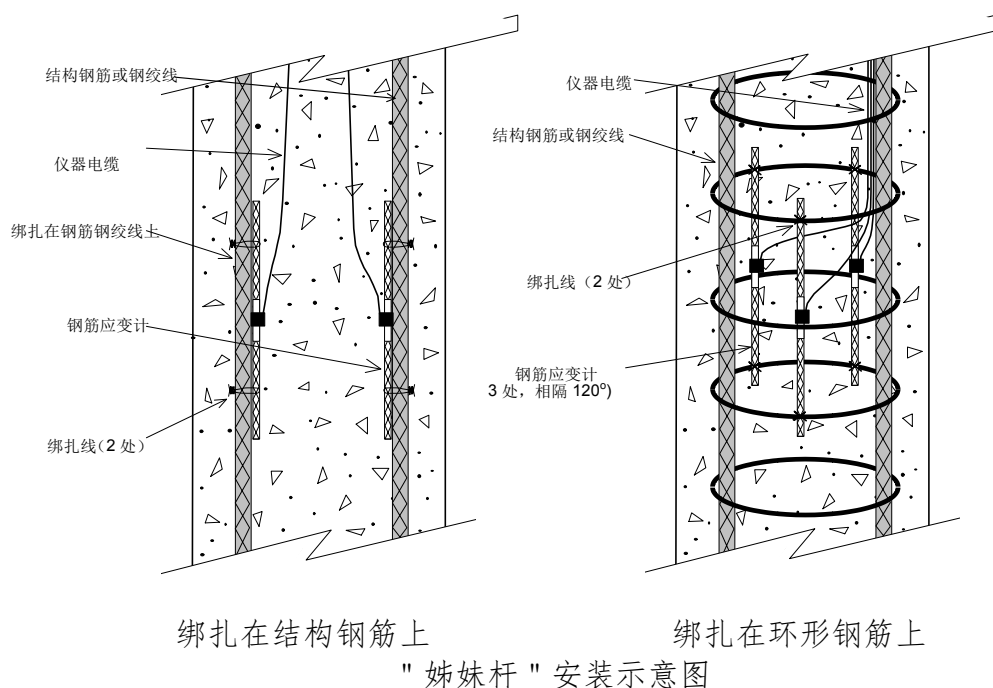 结构钢筋或钢绞线
仪器电缆
绑扎在钢筋钢绞线上
钢筋应变计
绑扎线（2 处）
仪器电缆
结构钢筋或钢绞线
绑扎线（2 处）
钢筋应变计
3 处，相隔 120º)
绑扎在结构钢筋上
绑扎在环形钢筋上
"姊妹杆"安装示意图